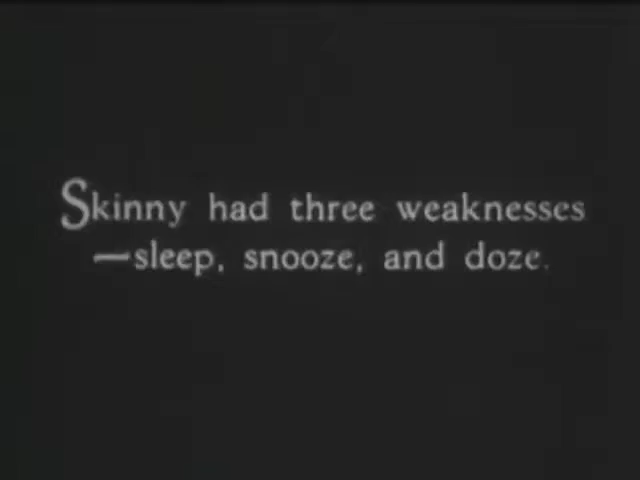 Skinny had three weaknesses
—sleep, snooze, and doze.